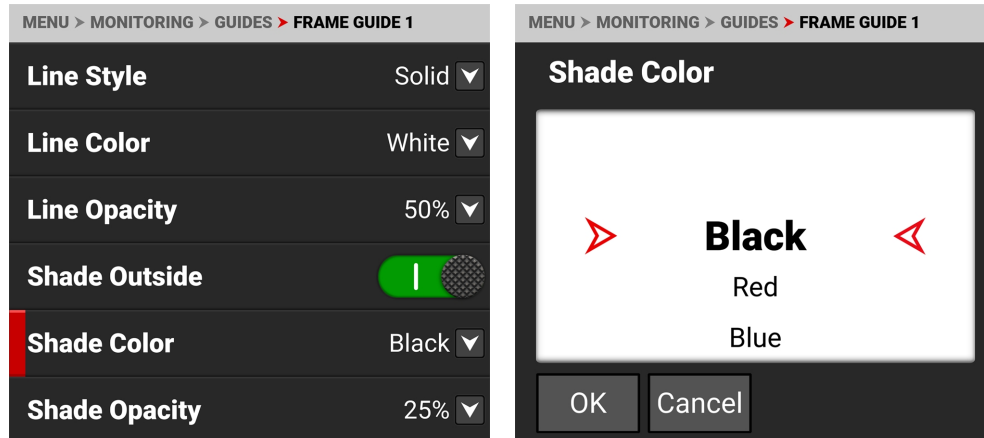 MENU > MONITORING > GUIDES > FRAME GUIDE 1
Line Style Solid
Line Color White
Line Opacity 50%
Shade Outside
Shade Color Black
Shade Opacity 25%
MENU > MONITORING > GUIDES > FRAME GUIDE 1
Shade Color
Black
Red
Blue
OK Cancel